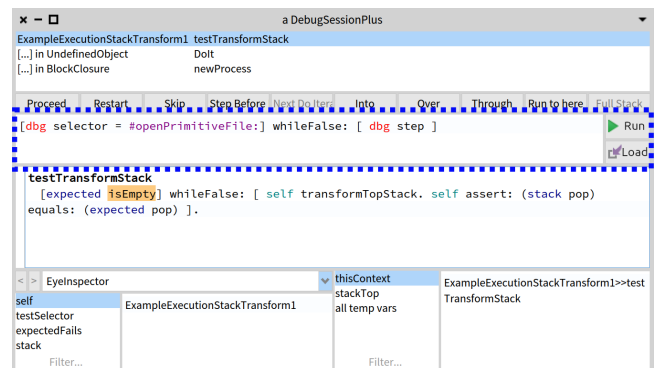 a DebugSessionPlus
ExampleExecutionStackTransform1 testTransformStack
[...] in UndefinedObject DoIt
[...] in BlockClosure newProcess
Proceed Restart Skip Step Before Next Do Itera Into Over Through Run to here Full Stack
[dbg selector = #openPrimitiveFile:] whileFalse: [ dbg step ]
Run
Load
testTransformStack
[expected isEmpty] whileFalse: [ self transformTopStack. self assert: (stack pop)
equals: (expected pop) ].
< > EyeInspector
self
testSelector
expectedFails
stack
Filter...
ExampleExecutionStackTransform1
thisContext
stackTop
all temp vars
Filter...
ExampleExecutionStackTransform1>>test
TransformStack